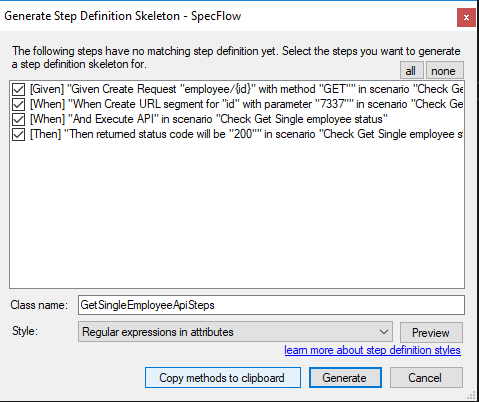 Generate Step Definition Skeleton - SpecFlow
The following steps have no matching step definition yet. Select the steps you want to generate
a step definition skeleton for.
all none
[Given] "Given Create Request "employee/{id}" with method "GET"" in scenario "Check Ge
[When] "When Create URL segment for "id" with parameter "7337"" in scenario "Check Ge
[When] "And Execute API" in scenario "Check Get Single employee status"
[Then] "Then returned status code will be "200"" in scenario "Check Get Single employee st
Class name: GetSingleEmployeeApiSteps
Style: Regular expressions in attributes Preview
learn more about step definition styles
Copy methods to clipboard Generate Cancel